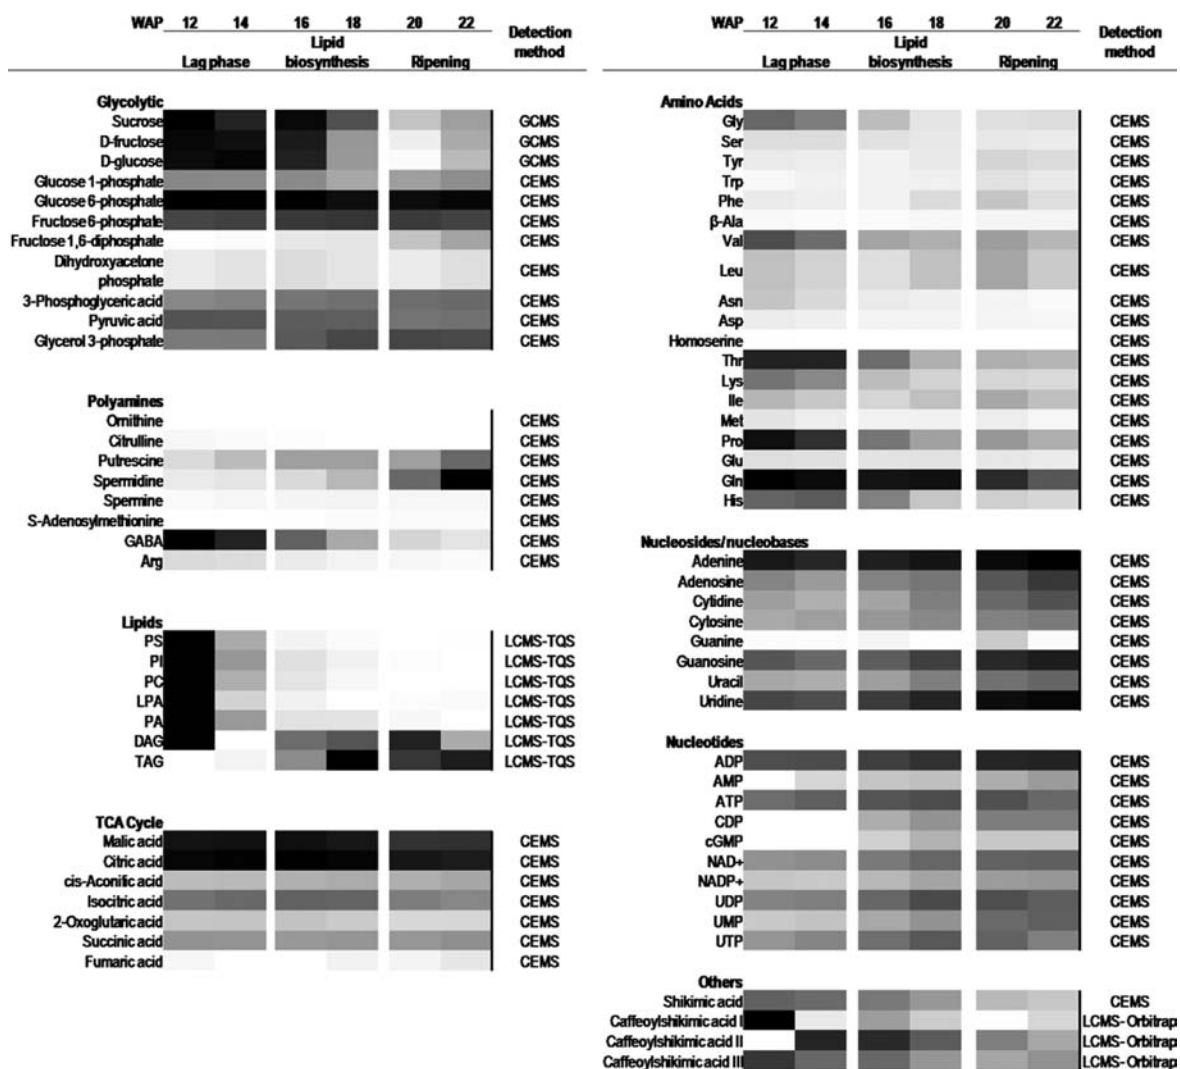 WAP 12 14 16 18 20 22 Detection method
Lag phase Lipid biosynthesis Ripening
Glycolytic
Sucrose GCMS
D-fructose GCMS
D-glucose GCMS
Glucose 1-phosphate CEMS
Glucose 6-phosphate CEMS
Fructose 6-phosphate CEMS
Fructose 1,6-diphosphate CEMS
Dihydroxyacetone
phosphate CEMS
3-Phosphoglyceric acid CEMS
Pyruvic acid CEMS
Glycerol 3-phosphate CEMS
Polyamines
Ornithine CEMS
Citrulline CEMS
Putrescine CEMS
Spermidine CEMS
Spermine CEMS
S-Adenosylmethionine CEMS
GABA CEMS
Arg CEMS
Lipids
PS LCMS-TQS
PI LCMS-TQS
PC LCMS-TQS
LPA LCMS-TQS
PA LCMS-TQS
DAG LCMS-TQS
TAG LCMS-TQS
TCA Cycle
Malic acid CEMS
Citric acid CEMS
cis-Aconitic acid CEMS
Isocitric acid CEMS
2-Oxoglutaric acid CEMS
Succinic acid CEMS
Fumaric acid CEMS
WAP 12 14 16 18 20 22 Detection method
Lag phase Lipid biosynthesis Ripening
Amino Acids
Gly CEMS
Ser CEMS
Tyr CEMS
Trp CEMS
Phe CEMS
β-Ala CEMS
Val CEMS
Leu CEMS
Asn CEMS
Asp CEMS
Homoserine CEMS
Thr CEMS
Lys CEMS
Ile CEMS
Met CEMS
Pro CEMS
Glu CEMS
Gln CEMS
His CEMS
Nucleosides/nucleobases
Adenine CEMS
Adenosine CEMS
Cytidine CEMS
Cytosine CEMS
Guanine CEMS
Guanosine CEMS
Uracil CEMS
Uridine CEMS
Nucleotides
ADP CEMS
AMP CEMS
ATP CEMS
CDP CEMS
cGMP CEMS
NAD+ CEMS
NADP+ CEMS
UDP CEMS
UMP CEMS
UTP CEMS
Others
Shikimic acid CEMS
Caffeoylshikimic acid I LCMS- Orbitrap
Caffeoylshikimic acid II LCMS- Orbitrap
Caffeoylshikimic acid III LCMS- Orbitrap